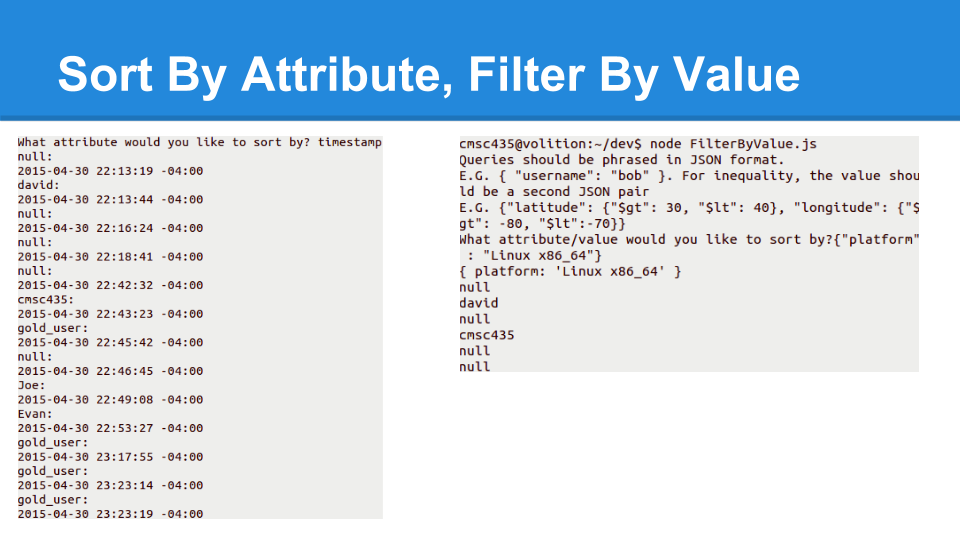 Sort By Attribute, Filter By Value
What attribute would you like to sort by? timestamp
null:
2015-04-30 22:13:19 -04:00
david:
2015-04-30 22:13:44 -04:00
null:
2015-04-30 22:16:24 -04:00
null:
2015-04-30 22:18:41 -04:00
null:
2015-04-30 22:42:32 -04:00
cmsc435:
2015-04-30 22:43:23 -04:00
gold_user:
2015-04-30 22:45:42 -04:00
null:
2015-04-30 22:46:45 -04:00
Joe:
2015-04-30 22:49:08 -04:00
Evan:
2015-04-30 22:53:27 -04:00
gold_user:
2015-04-30 23:17:55 -04:00
gold_user:
2015-04-30 23:23:14 -04:00
gold_user:
2015-04-30 23:23:19 -04:00
cmsc435@volition:~/dev$ node FilterByValue.js
Queries should be phrased in JSON format.
E.G. { "username": "bob" }. For inequality, the value shou
ld be a second JSON pair
E.G. {"latitude": {"$gt": 30, "$lt": 40}, "longitude": {"$
gt": -80, "$lt":-70}}
What attribute/value would you like to sort by?{"platform"
 : "Linux x86_64"}
{ platform: 'Linux x86_64' }
null
david
null
cmsc435
null
null